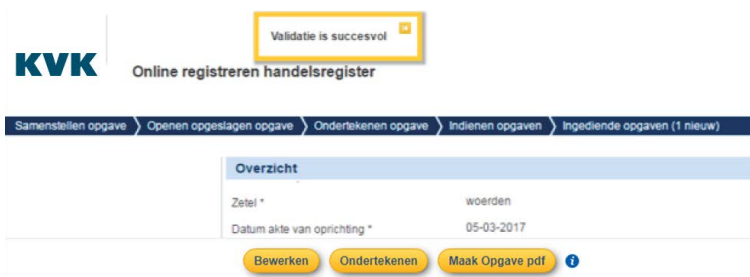 Validatie is succesvol
KVK
Online registreren handelsregister
Samenstellen opgave Openen opgeslagen opgave Ondertekenen opgave Indienen opgaven Ingediende opgaven (1 nieuw)
Overzicht
Zetel * woerden
Datum akte van oprichting * 05-03-2017
Bewerken Ondertekenen Maak Opgave pdf i